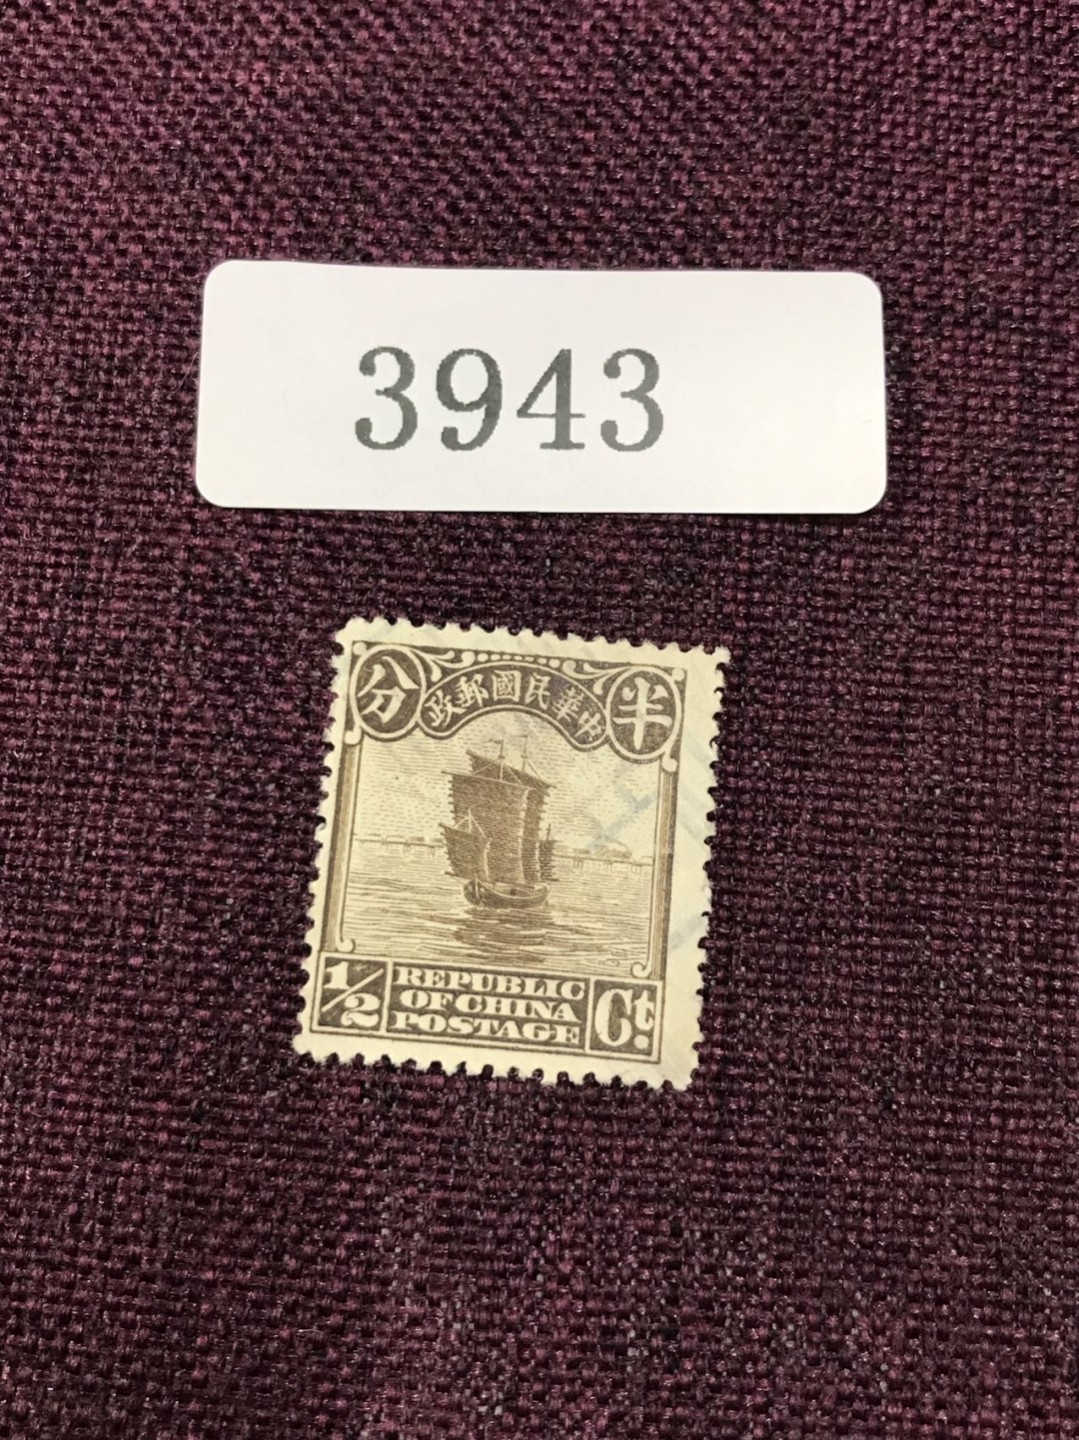 3943
分 政郵國民華中 半
1/2 REPUBLIC OF CHINA POSTAGE Ct.